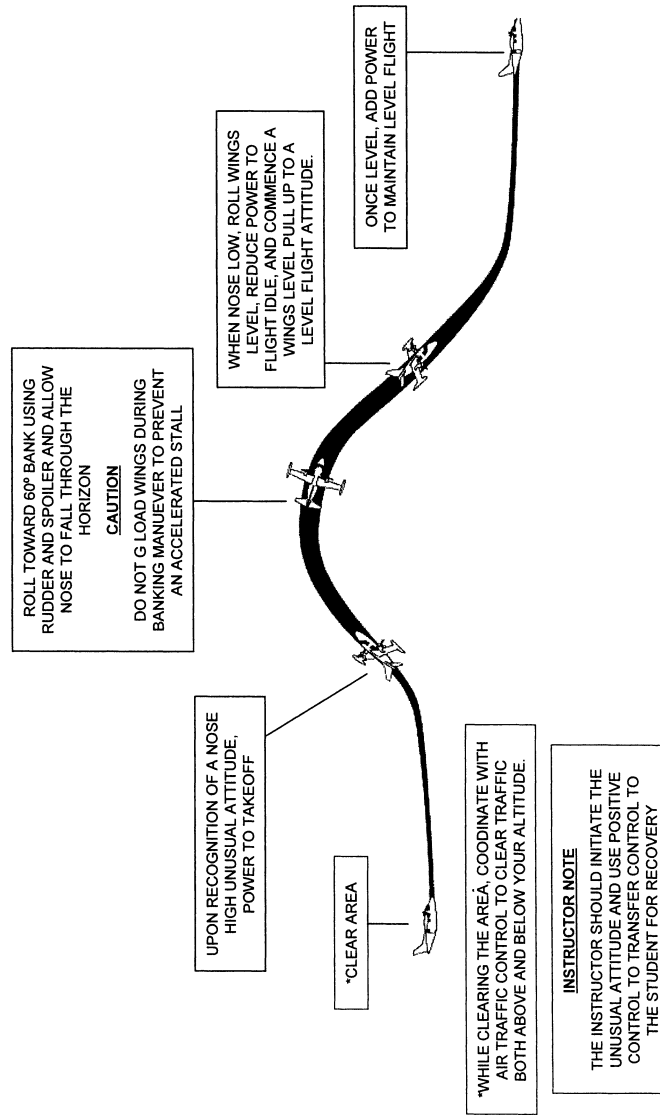 ROLL TOWARD 60º BANK USING
RUDDER AND SPOILER AND ALLOW
NOSE TO FALL THROUGH THE
HORIZON
CAUTION
DO NOT G LOAD WINGS DURING
BANKING MANUEVER TO PREVENT
AN ACCELERATED STALL
UPON RECOGNITION OF A NOSE
HIGH UNUSUAL ATTITUDE,
POWER TO TAKEOFF
WHEN NOSE LOW, ROLL WINGS
LEVEL, REDUCE POWER TO
FLIGHT IDLE, AND COMMENCE A
WINGS LEVEL PULL UP TO A
LEVEL FLIGHT ATTITUDE.
*CLEAR AREA
ONCE LEVEL, ADD POWER
TO MAINTAIN LEVEL FLIGHT
*WHILE CLEARING THE AREA, COODINATE WITH
AIR TRAFFIC CONTROL TO CLEAR TRAFFIC
BOTH ABOVE AND BELOW YOUR ALTITUDE.
INSTRUCTOR NOTE
THE INSTRUCTOR SHOULD INITIATE THE
UNUSUAL ATTITUDE AND USE POSITIVE
CONTROL TO TRANSFER CONTROL TO
THE STUDENT FOR RECOVERY